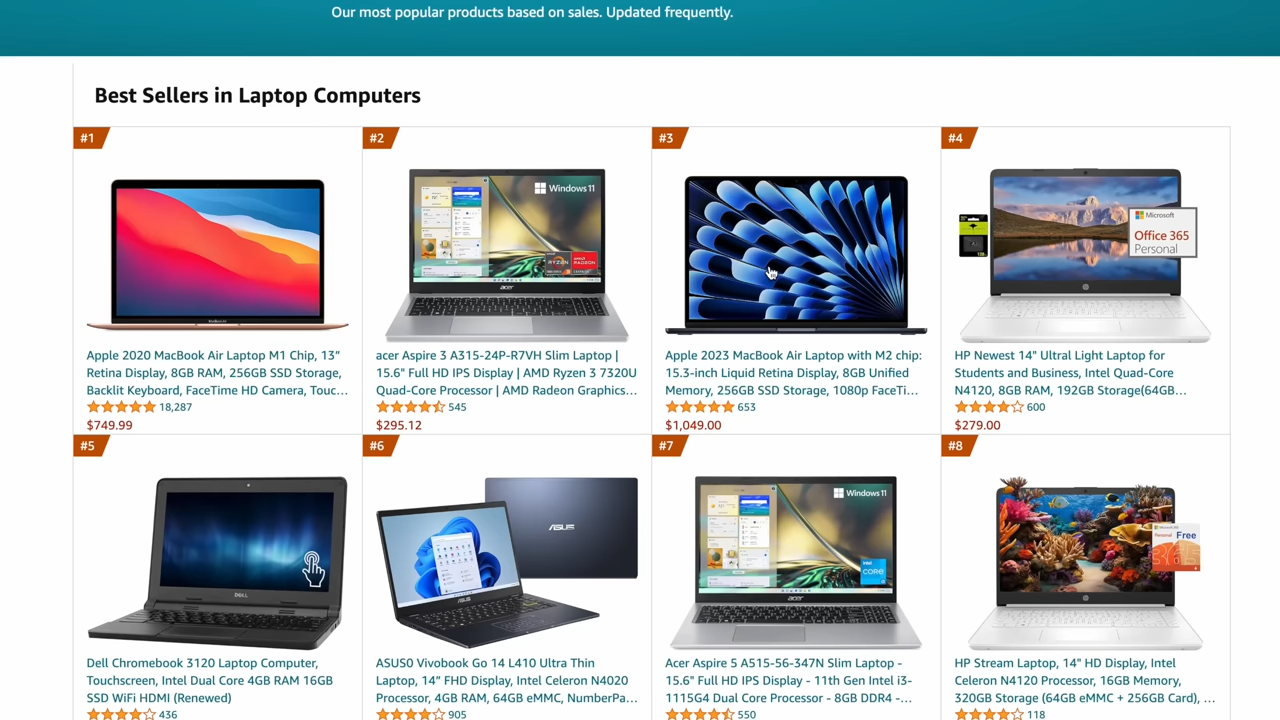 Our most popular products based on sales. Updated frequently.
Best Sellers in Laptop Computers
#1
#2
#3
#4
Windows 11
RYZEN
AMD
RADEON
acer
Microsoft
Office 365
Personal
Apple 2020 MacBook Air Laptop M1 Chip, 13”
Retina Display, 8GB RAM, 256GB SSD Storage,
Backlit Keyboard, FaceTime HD Camera, Touc…
18,287
$749.99
acer Aspire 3 A315-24P-R7VH Slim Laptop |
15.6" Full HD IPS Display | AMD Ryzen 3 7320U
Quad-Core Processor | AMD Radeon Graphics…
545
$295.12
Apple 2023 MacBook Air Laptop with M2 chip:
15.3-inch Liquid Retina Display, 8GB Unified
Memory, 256GB SSD Storage, 1080p FaceTi…
653
$1,049.00
HP Newest 14" Ultral Light Laptop for
Students and Business, Intel Quad-Core
N4120, 8GB RAM, 192GB Storage(64GB…
600
$279.00
#5
#6
#7
#8
DELL
ASUS
Windows 11
intel
CORE
acer
Microsoft 365
Personal
Free
Dell Chromebook 3120 Laptop Computer,
Touchscreen, Intel Dual Core 4GB RAM 16GB
SSD WiFi HDMI (Renewed)
436
ASUS0 Vivobook Go 14 L410 Ultra Thin
Laptop, 14” FHD Display, Intel Celeron N4020
Processor, 4GB RAM, 64GB eMMC, NumberPa…
905
Acer Aspire 5 A515-56-347N Slim Laptop -
15.6" Full HD IPS Display - 11th Gen Intel i3-
1115G4 Dual Core Processor - 8GB DDR4 -…
550
HP Stream Laptop, 14" HD Display, Intel
Celeron N4120 Processor, 16GB Memory,
320GB Storage (64GB eMMC + 256GB Card), …
118